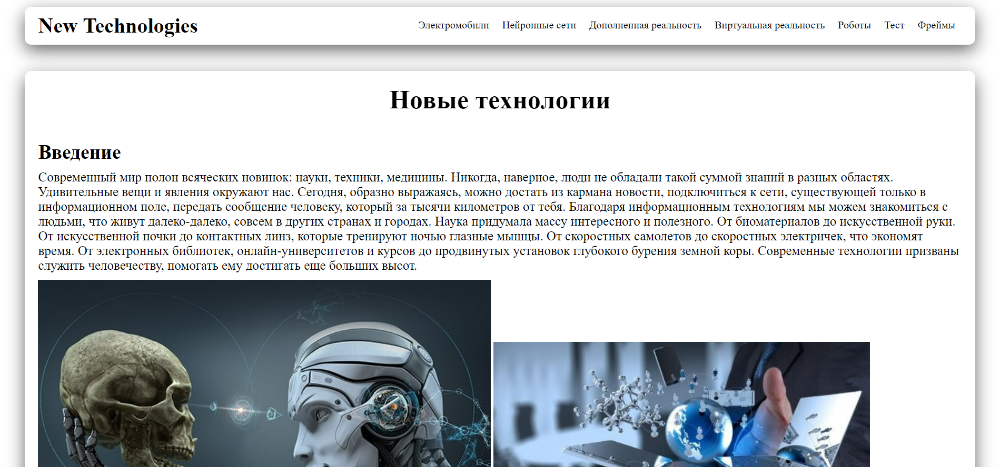 New Technologies
Электромобили Нейронные сети Дополненная реальность Виртуальная реальность Роботы Тест Фреймы
Новые технологии
Введение
Современный мир полон всяческих новинок: науки, техники, медицины. Никогда, наверное, люди не обладали такой суммой знаний в разных областях.
Удивительные вещи и явления окружают нас. Сегодня, образно выражаясь, можно достать из кармана новости, подключиться к сети, существующей только в
информационном поле, передать сообщение человеку, который за тысячи километров от тебя. Благодаря информационным технологиям мы можем знакомиться с
людьми, что живут далеко-далеко, совсем в других странах и городах. Наука придумала массу интересного и полезного. От биоматериалов до искусственной руки.
От искусственной почки до контактных линз, которые тренируют ночью глазные мышцы. От скоростных самолетов до скоростных электричек, что экономят
время. От электронных библиотек, онлайн-университетов и курсов до продвинутых установок глубокого бурения земной коры. Современные технологии призваны
служить человечеству, помогать ему достигать еще больших высот.